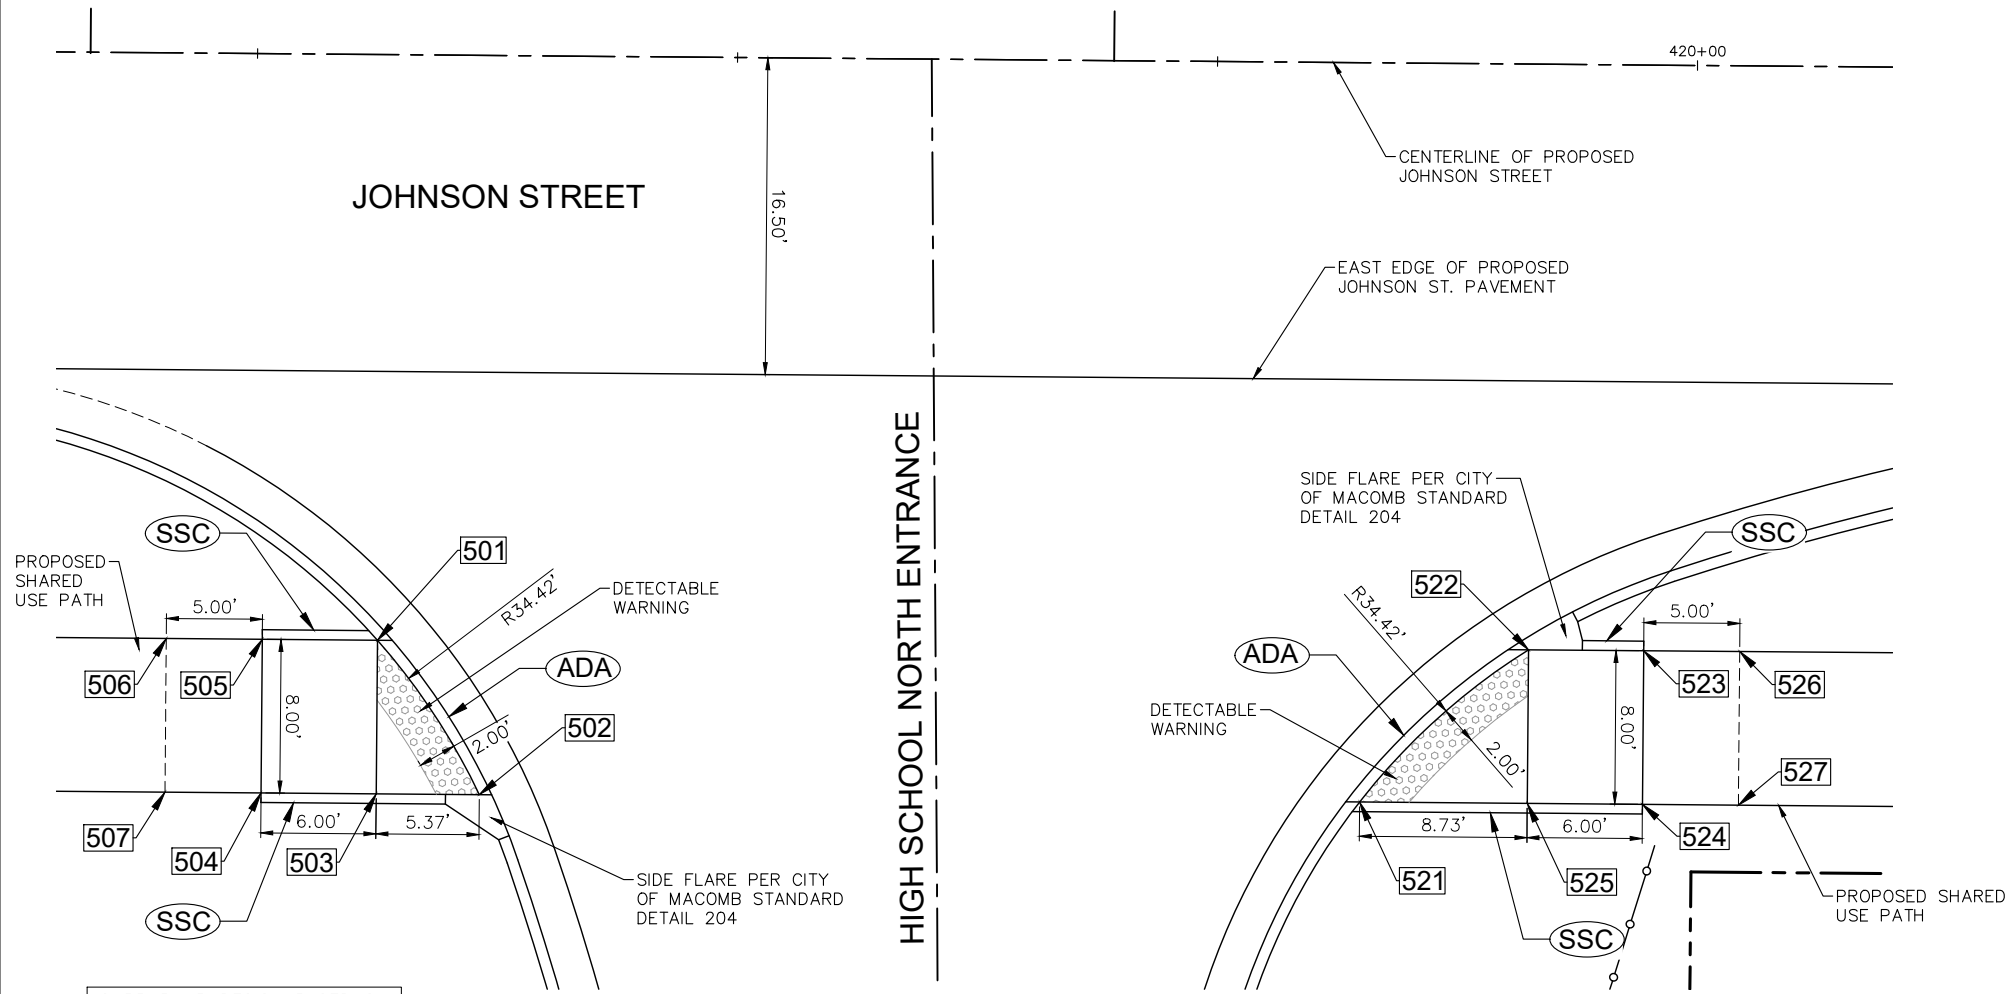 420+00
CENTERLINE OF PROPOSED
JOHNSON STREET
JOHNSON STREET
16.50'
EAST EDGE OF PROPOSED
JOHNSON ST. PAVEMENT
HIGH SCHOOL NORTH ENTRANCE
SSC
501
PROPOSED
SHARED
USE PATH
5.00'
R34.42'
DETECTABLE
WARNING
ADA
506
505
8.00'
2.00'
502
507
504
6.00'
503
5.37'
SSC
SIDE FLARE PER CITY
OF MACOMB STANDARD
DETAIL 204
SIDE FLARE PER CITY
OF MACOMB STANDARD
DETAIL 204
SSC
522
R34.42'
5.00'
ADA
523
526
DETECTABLE
WARNING
8.00'
2.00'
527
8.73'
6.00'
524
521
525
SSC
PROPOSED SHARED
USE PATH